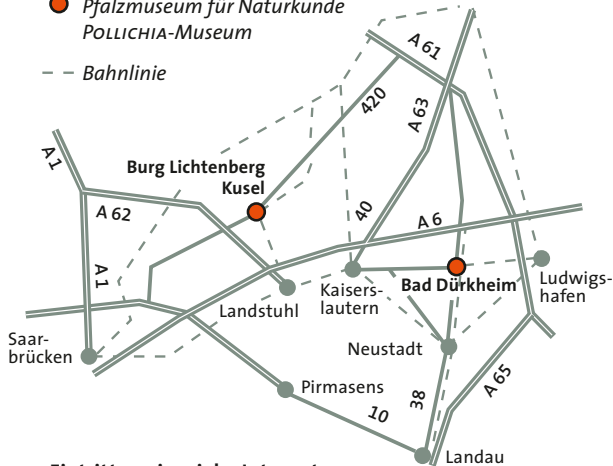 Pfalzmuseum für Naturkunde
POLLICHIA-Museum
Bahnlinie
A 61
420
A 63
A 1
Burg Lichtenberg
Kusel
A 62
40
A 6
A 1
Bad Dürkheim
Ludwigs-
hafen
Kaisers-
lautern
Landstuhl
Saar-
brücken
Neustadt
Pirmasens
A 65
38
10
Landau